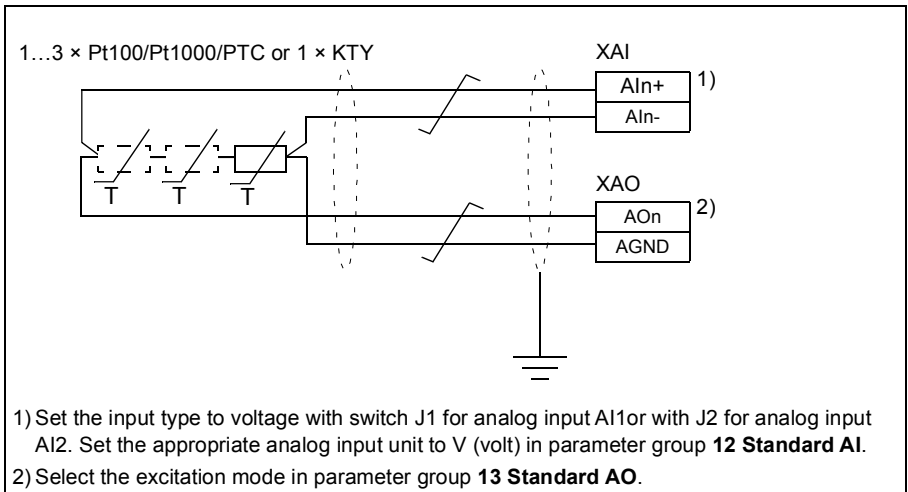 1…3 × Pt100/Pt1000/PTC or 1 × KTY
XAI
AIn+ 1)
AIn-
T T T
XAO
AOn 2)
AGND
1) Set the input type to voltage with switch J1 for analog input AI1or with J2 for analog input
AI2. Set the appropriate analog input unit to V (volt) in parameter group 12 Standard AI.
2) Select the excitation mode in parameter group 13 Standard AO.